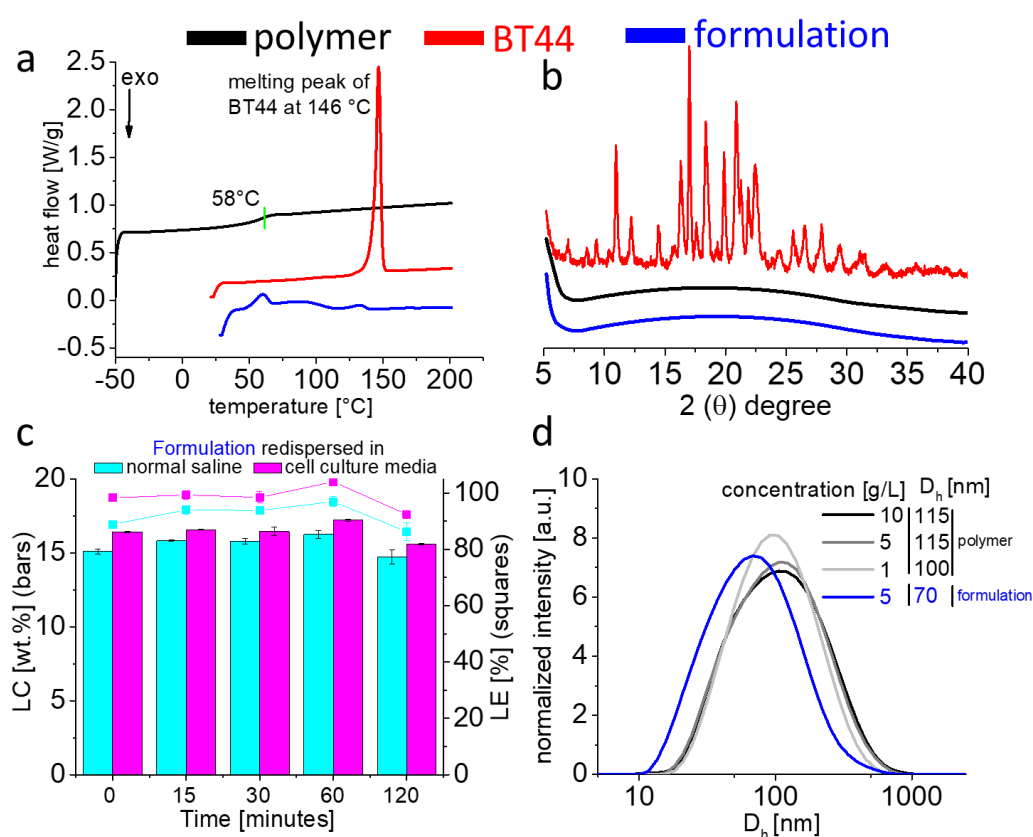 polymer BT44 formulation
a
exo
melting peak of
BT44 at 146 °C
58°C
heat flow [W/g]
2.5
2.0
1.5
1.0
0.5
0.0
-0.5
-50 0 50 100 150 200
temperature [°C]
b
5 10 15 20 25 30 35 40
2 (θ) degree
c
Formulation redispersed in
normal saline cell culture media
LC [wt.%] (bars)
20
15
10
5
0
100
80
60
40
20
0
LE [%] (squares)
0 15 30 60 120
Time [minutes]
d
normalized intensity [a.u.]
10
8
6
4
2
0
concentration [g/L] Dh [nm]
10 115
5 115 polymer
1 100
5 70 formulation
10 100 1000
Dh [nm]